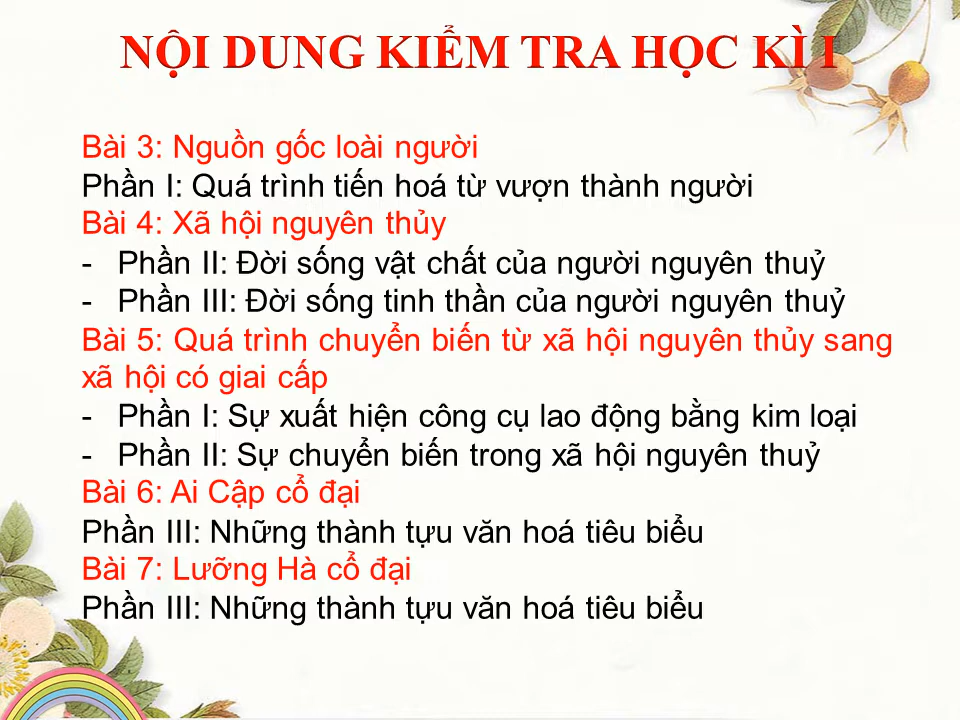 NỘI DUNG KIỂM TRA HỌC KÌ I
Bài 3: Nguồn gốc loài người
Phần I: Quá trình tiến hoá từ vượn thành người
Bài 4: Xã hội nguyên thủy
- Phần II: Đời sống vật chất của người nguyên thuỷ
- Phần III: Đời sống tinh thần của người nguyên thuỷ
Bài 5: Quá trình chuyển biến từ xã hội nguyên thủy sang
xã hội có giai cấp
- Phần I: Sự xuất hiện công cụ lao động bằng kim loại
- Phần II: Sự chuyển biến trong xã hội nguyên thuỷ
Bài 6: Ai Cập cổ đại
Phần III: Những thành tựu văn hoá tiêu biểu
Bài 7: Lưỡng Hà cổ đại
Phần III: Những thành tựu văn hoá tiêu biểu